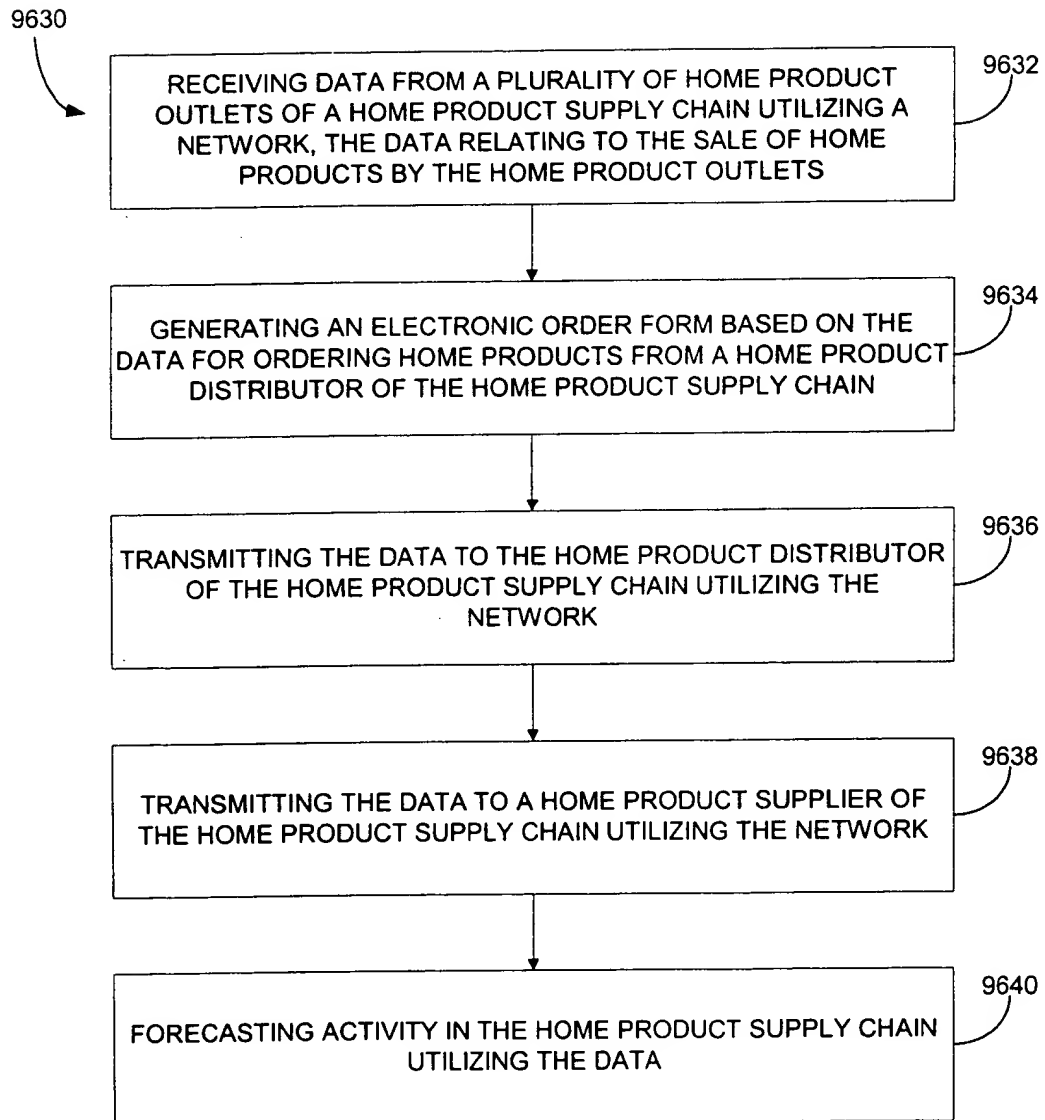 9630
RECEIVING DATA FROM A PLURALITY OF HOME PRODUCT
OUTLETS OF A HOME PRODUCT SUPPLY CHAIN UTILIZING A
NETWORK, THE DATA RELATING TO THE SALE OF HOME
PRODUCTS BY THE HOME PRODUCT OUTLETS
9632
GENERATING AN ELECTRONIC ORDER FORM BASED ON THE
DATA FOR ORDERING HOME PRODUCTS FROM A HOME PRODUCT
DISTRIBUTOR OF THE HOME PRODUCT SUPPLY CHAIN
9634
TRANSMITTING THE DATA TO THE HOME PRODUCT DISTRIBUTOR
OF THE HOME PRODUCT SUPPLY CHAIN UTILIZING THE
NETWORK
9636
TRANSMITTING THE DATA TO A HOME PRODUCT SUPPLIER OF
THE HOME PRODUCT SUPPLY CHAIN UTILIZING THE NETWORK
9638
FORECASTING ACTIVITY IN THE HOME PRODUCT SUPPLY CHAIN
UTILIZING THE DATA
9640